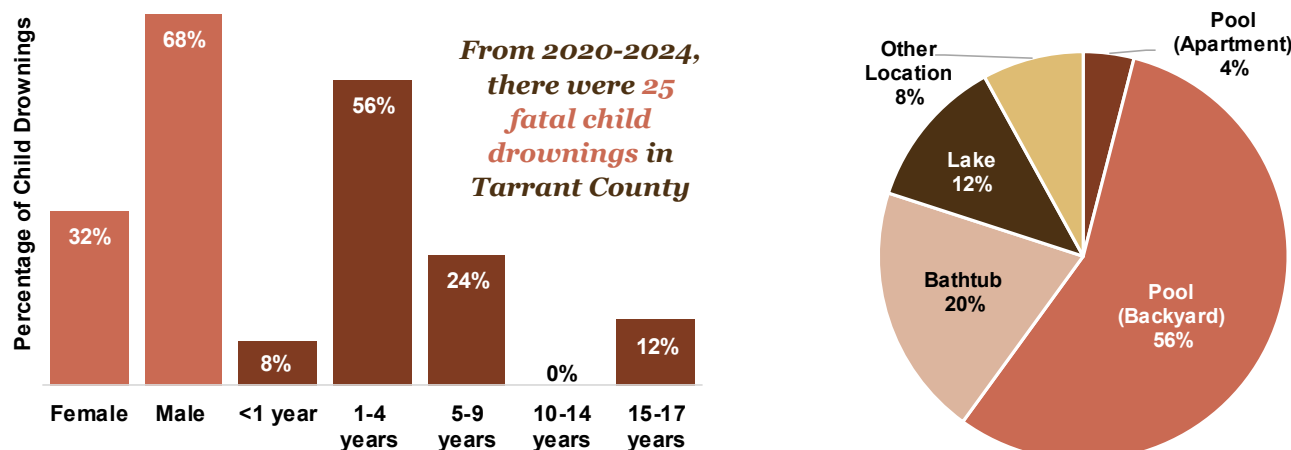 Percentage of Child Drownings
68%
32%
8%
56%
24%
0%
12%
Female
Male
<1 year
1-4
years
5-9
years
10-14
years
15-17
years
From 2020-2024,
there were 25
fatal child
drownings in
Tarrant County
Other
Location
8%
Pool
(Apartment)
4%
Lake
12%
Bathtub
20%
Pool
(Backyard)
56%